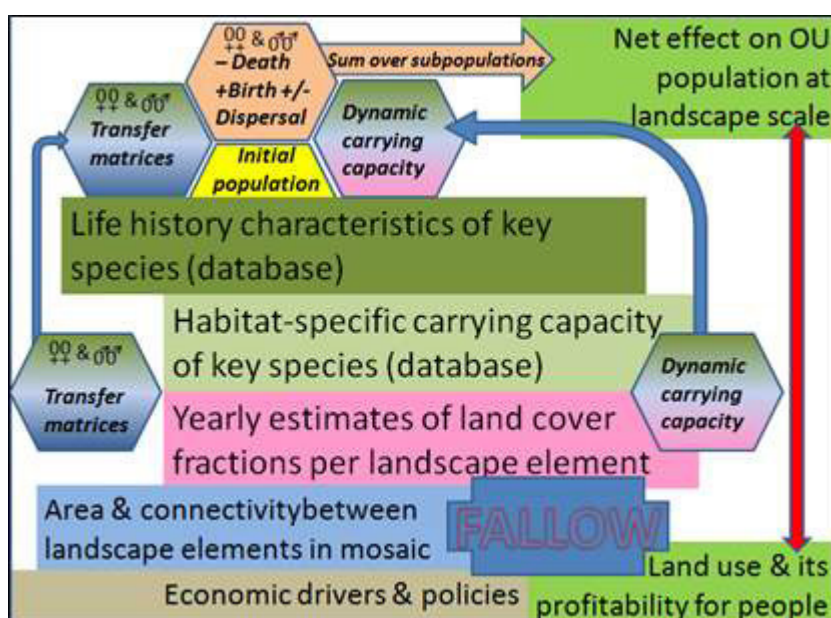 ♀♀ & ♂♂
– Death
+Birth +/-
Dispersal
Sum over subpopulations
Net effect on OU
population at
landscape scale
♀♀ & ♂♂
Transfer
matrices
Initial
population
Dynamic
carrying
capacity
Life history characteristics of key
species (database)
Habitat-specific carrying capacity
of key species (database)
♀♀ & ♂♂
Transfer
matrices
Dynamic
carrying
capacity
Yearly estimates of land cover
fractions per landscape element
Area & connectivitybetween
landscape elements in mosaic
FALLOW
Economic drivers & policies
Land use & its
profitability for people